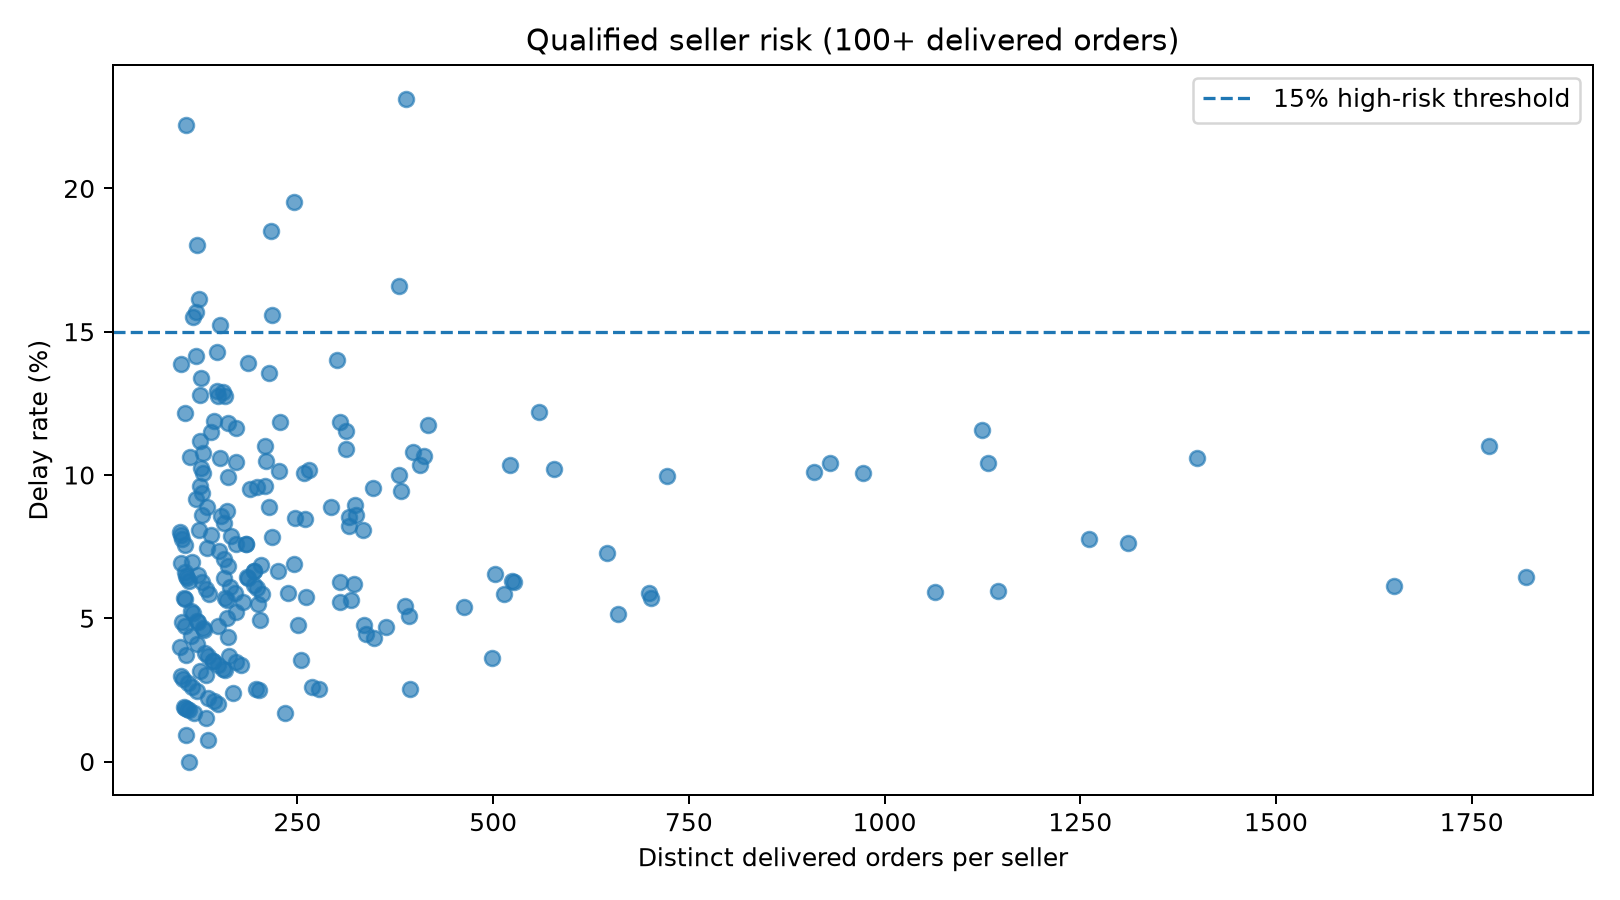 Qualified seller risk (100+ delivered orders)
15% high-risk threshold
Delay rate (%)
20
15
10
5
0
250 500 750 1000 1250 1500 1750
Distinct delivered orders per seller